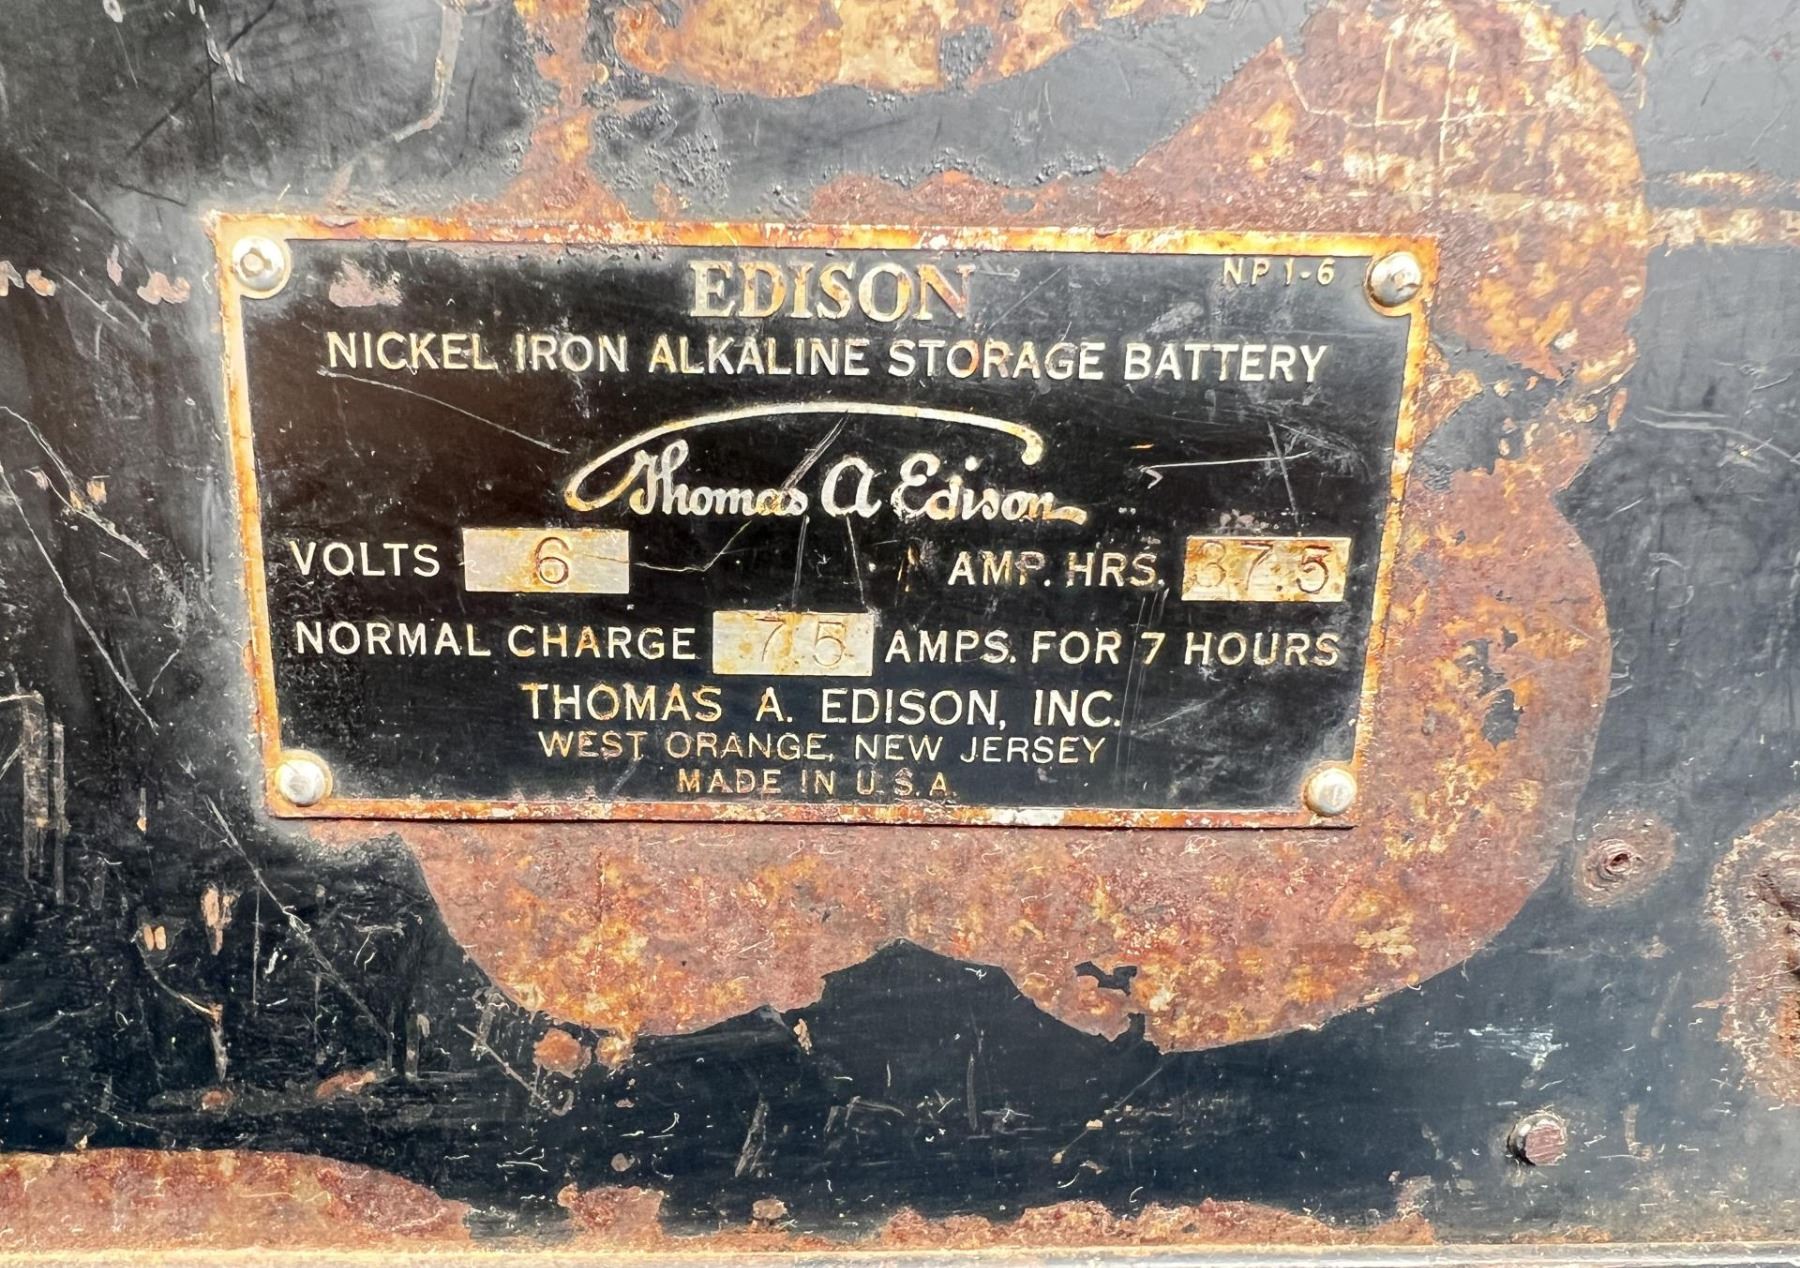 EDISON
NP 1-6
NICKEL IRON ALKALINE STORAGE BATTERY
Thomas A Edison
VOLTS 6 AMP. HRS. 37.5
NORMAL CHARGE 7.5 AMPS. FOR 7 HOURS
THOMAS A. EDISON, INC.
WEST ORANGE, NEW JERSEY
MADE IN U.S.A.